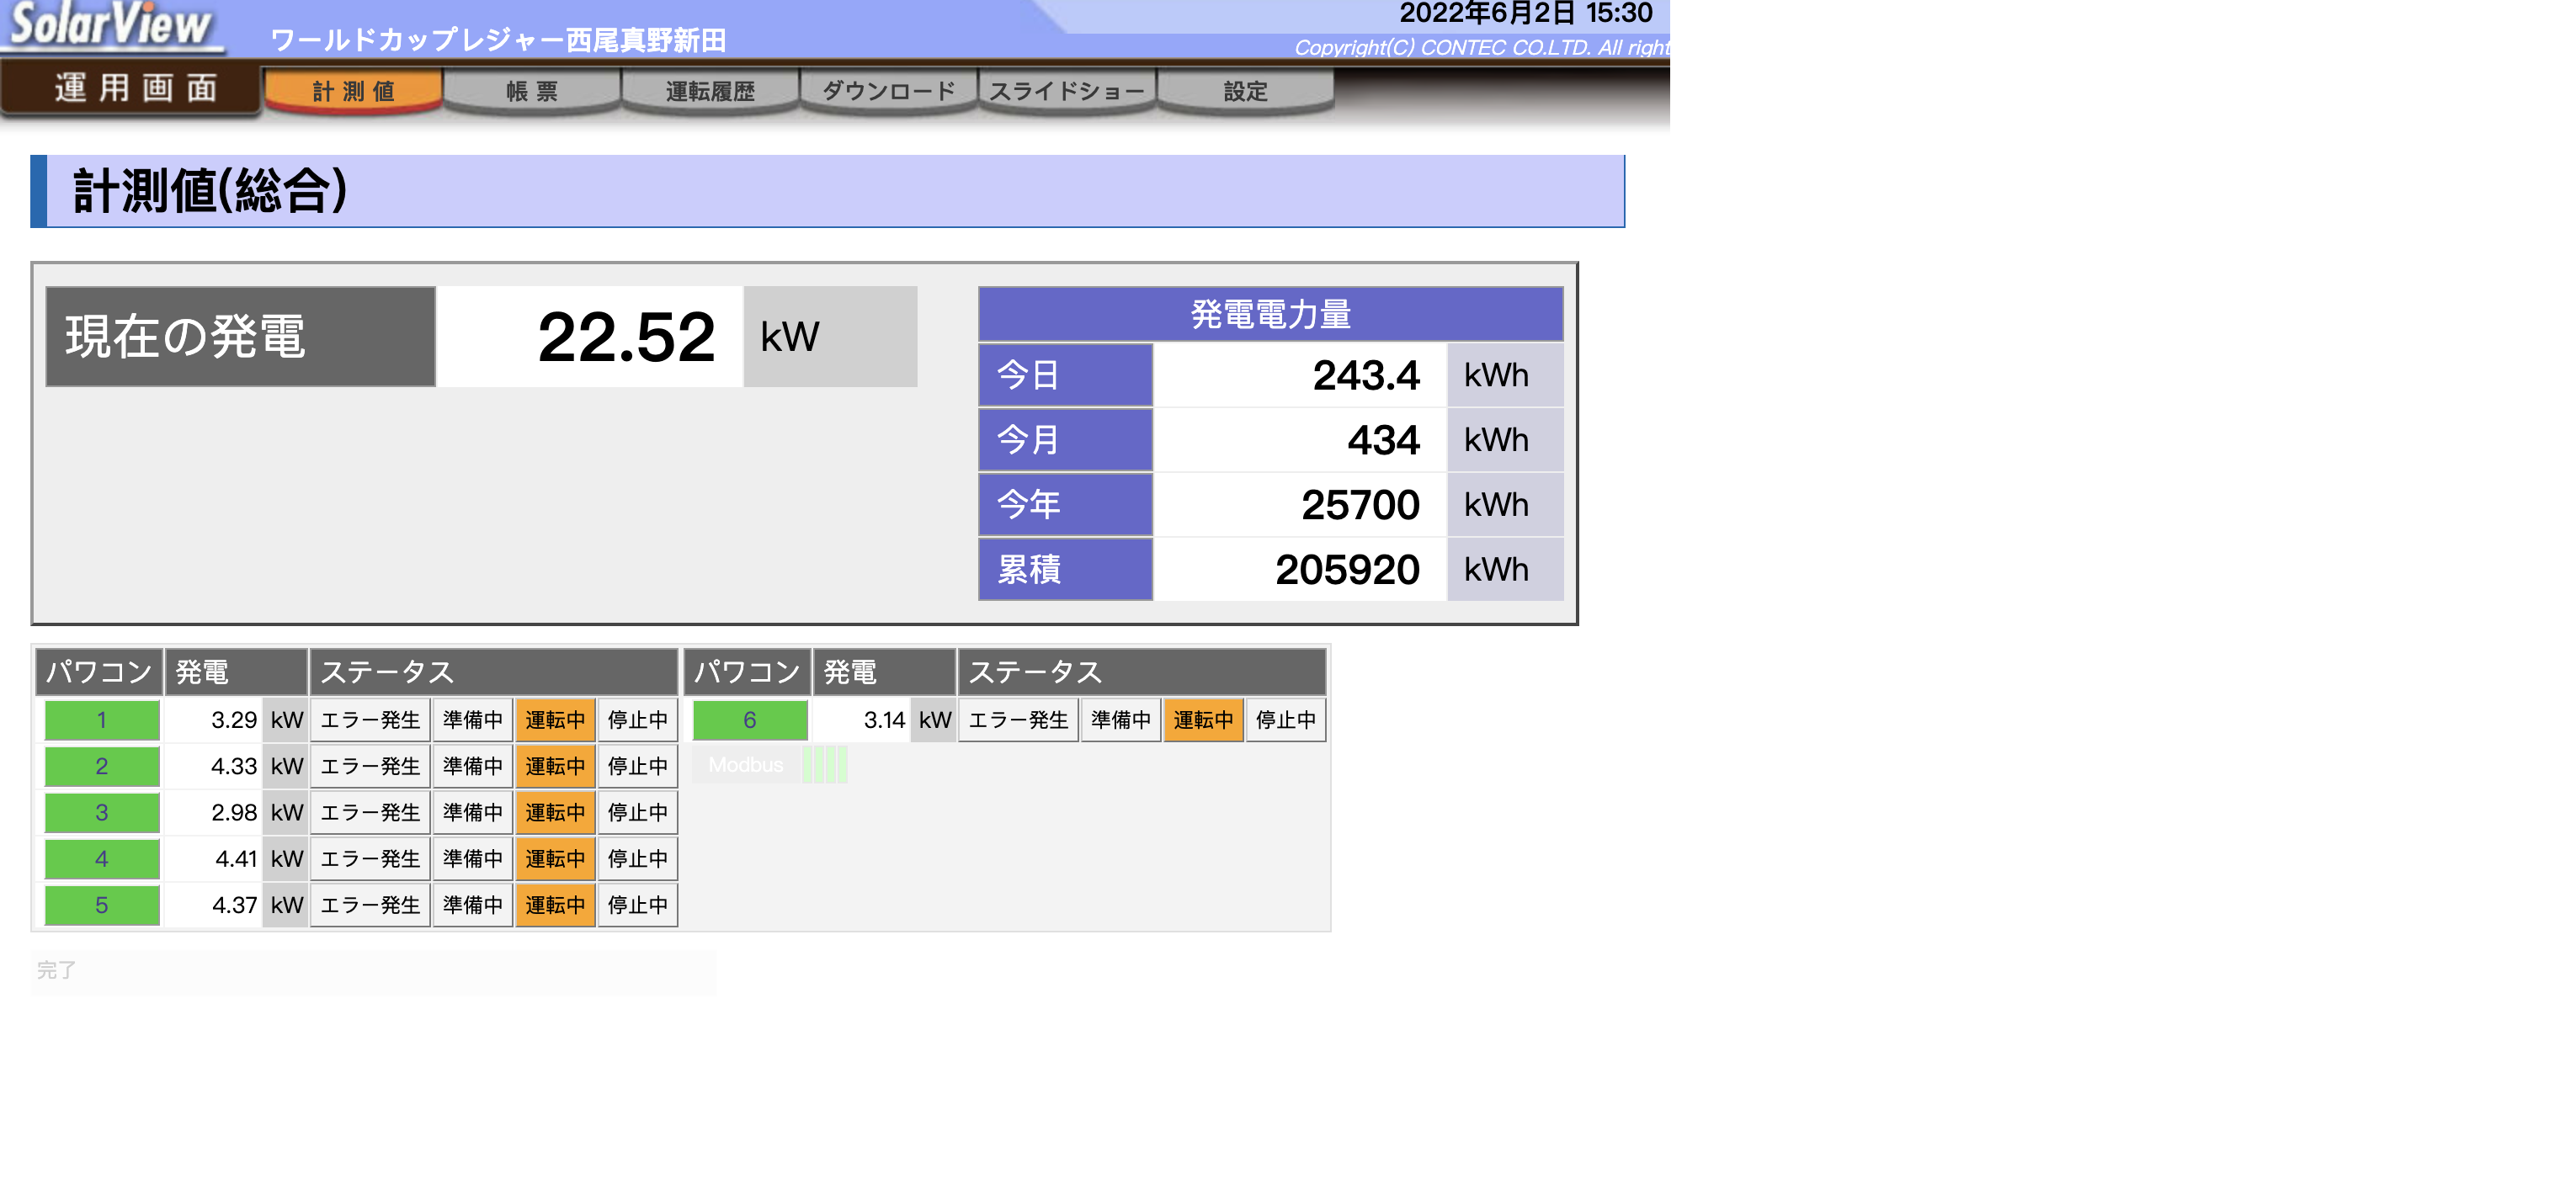 SolarView
ワールドカップレジャー西尾真野新田
2022年6月2日 15:30
Copyright(C) CONTEC CO.LTD. All right
運用画面
計測値 帳票 運転履歴 ダウンロード スライドショー 設定
計測値(総合)
現在の発電 22.52 kW
発電電力量
今日 243.4 kWh
今月 434 kWh
今年 25700 kWh
累積 205920 kWh
パワコン 発電 ステータス パワコン 発電 ステータス
1 3.29 kW エラー発生 準備中 運転中 停止中 6 3.14 kW エラー発生 準備中 運転中 停止中
2 4.33 kW エラー発生 準備中 運転中 停止中 Modbus
3 2.98 kW エラー発生 準備中 運転中 停止中
4 4.41 kW エラー発生 準備中 運転中 停止中
5 4.37 kW エラー発生 準備中 運転中 停止中
完了